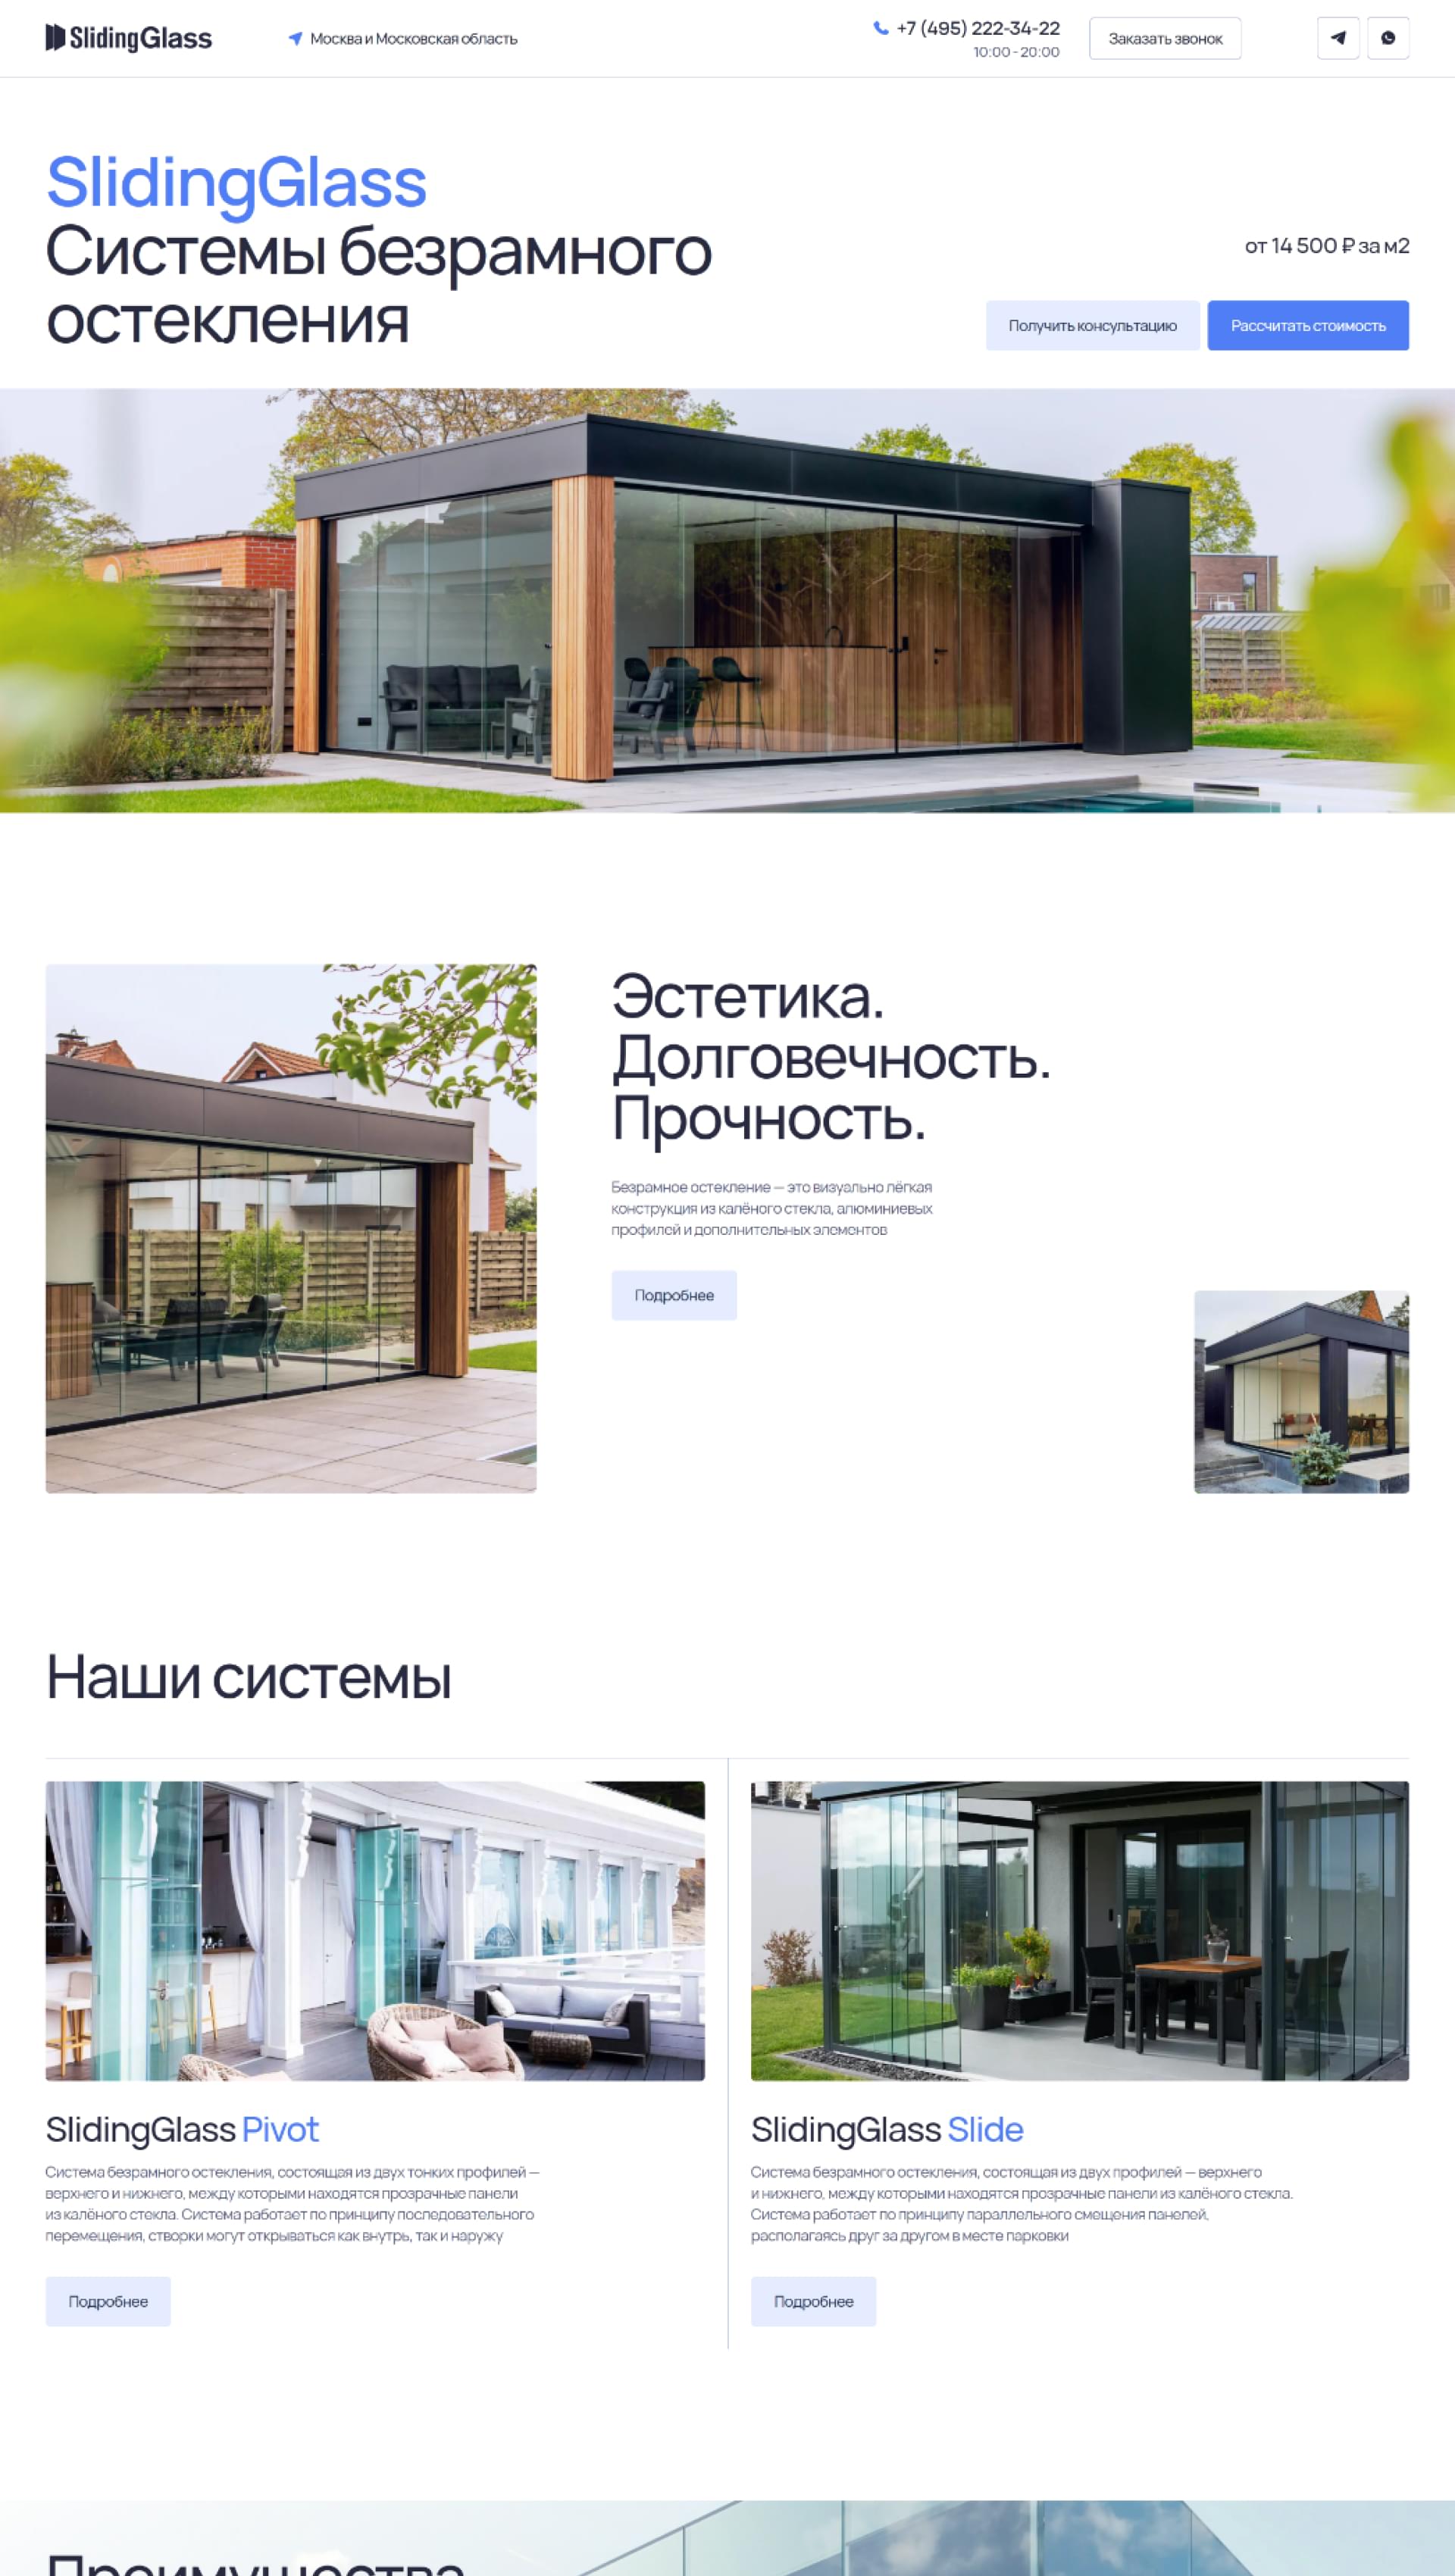 SlidingGlass
Москва и Московская область
+7 (495) 222-34-22
10:00 - 20:00
Заказать звонок
SlidingGlass
Системы безрамного
остекления
от 14 500 ₽ за м2
Получить консультацию
Рассчитать стоимость
Эстетика.
Долговечность.
Прочность.
Безрамное остекление — это визуально лёгкая
конструкция из калёного стекла, алюминиевых
профилей и дополнительных элементов
Подробнее
Наши системы
SlidingGlass Pivot
Система безрамного остекления, состоящая из двух тонких профилей —
верхнего и нижнего, между которыми находятся прозрачные панели
из калёного стекла. Система работает по принципу последовательного
перемещения, створки могут открываться как внутрь, так и наружу
Подробнее
SlidingGlass Slide
Система безрамного остекления, состоящая из двух профилей — верхнего
и нижнего, между которыми находятся прозрачные панели из калёного стекла.
Система работает по принципу параллельного смещения панелей,
располагаясь друг за другом в месте парковки
Подробнее
Преимущества